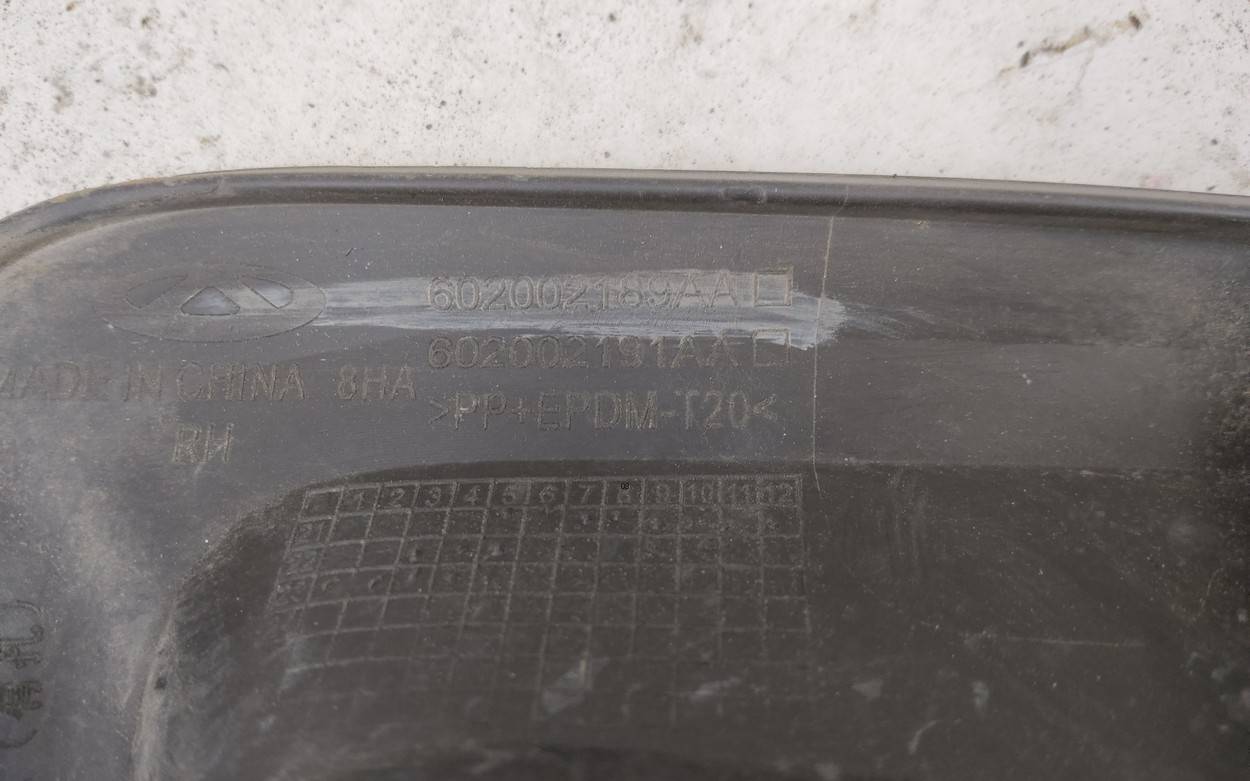 602002189AA
602002191AA
MADE IN CHINA 8HA
>PP+EPDM-T20<
RH
1 2 3 4 5 6 7 8 9 10 11 12